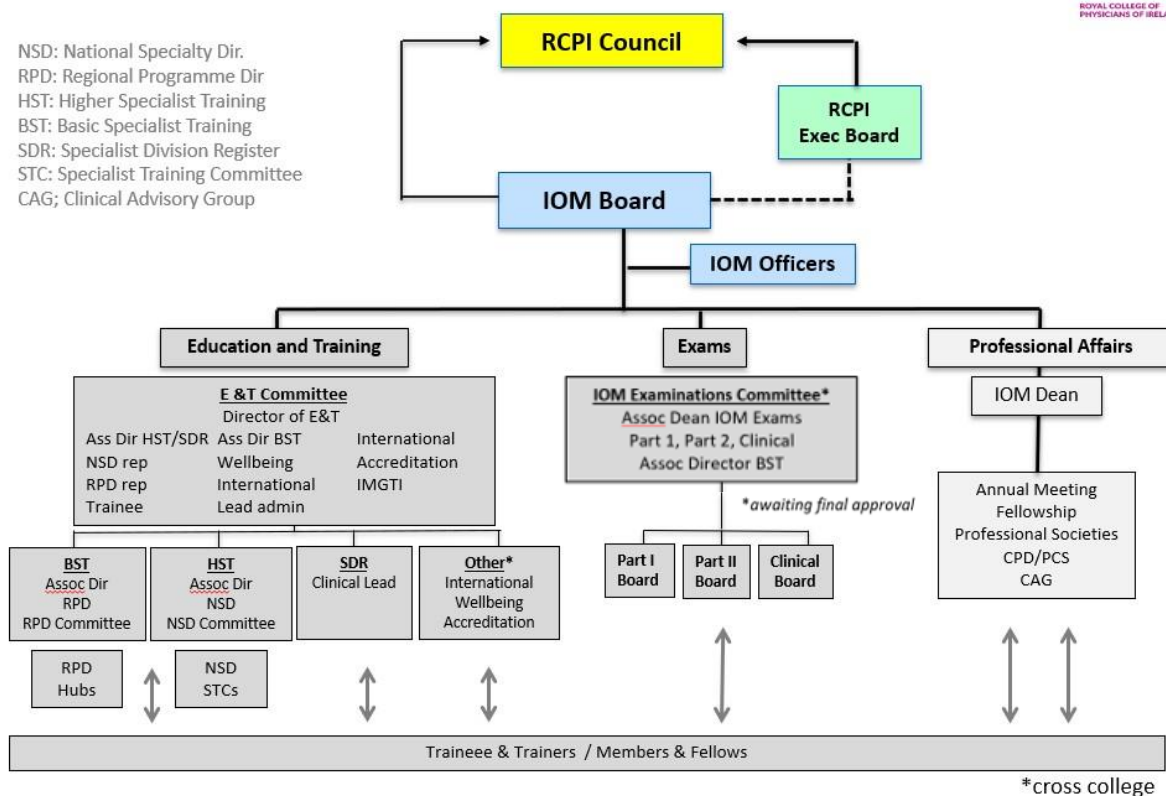 ROYAL COLLEGE OF
PHYSICIANS OF
NSD: National Specialty Dir.
RPD: Regional Programme Dir
HST: Higher Specialist Training
BST: Basic Specialist Training
SDR: Specialist Division Register
STC: Specialist Training Committee
CAG; Clinical Advisory Group
RCPI Council
RCPI
Exec Board
IOM Board
IOM Officers
Education and Training
Exams
Professional Affairs
E &T Committee
Director of E&T
Ass Dir HST/SDR Ass Dir BST International
NSD rep Wellbeing Accreditation
RPD rep International IMGTI
Trainee Lead admin
IOM Examinations Committee*
Assoc Dean IOM Exams
Part 1, Part 2, Clinical
Assoc Director BST
IOM Dean
*awaiting final approval
Annual Meeting
Fellowship
Professional Societies
CPD/PCS
CAG
BST
Assoc Dir
RPD
RPD Committee
HST
Assoc Dir
NSD
NSD Committee
SDR
Clinical Lead
Other*
International
Wellbeing
Accreditation
Part I
Board
Part II
Board
Clinical
Board
RPD
Hubs
NSD
STCs
Traineee & Trainers / Members & Fellows
*cross college